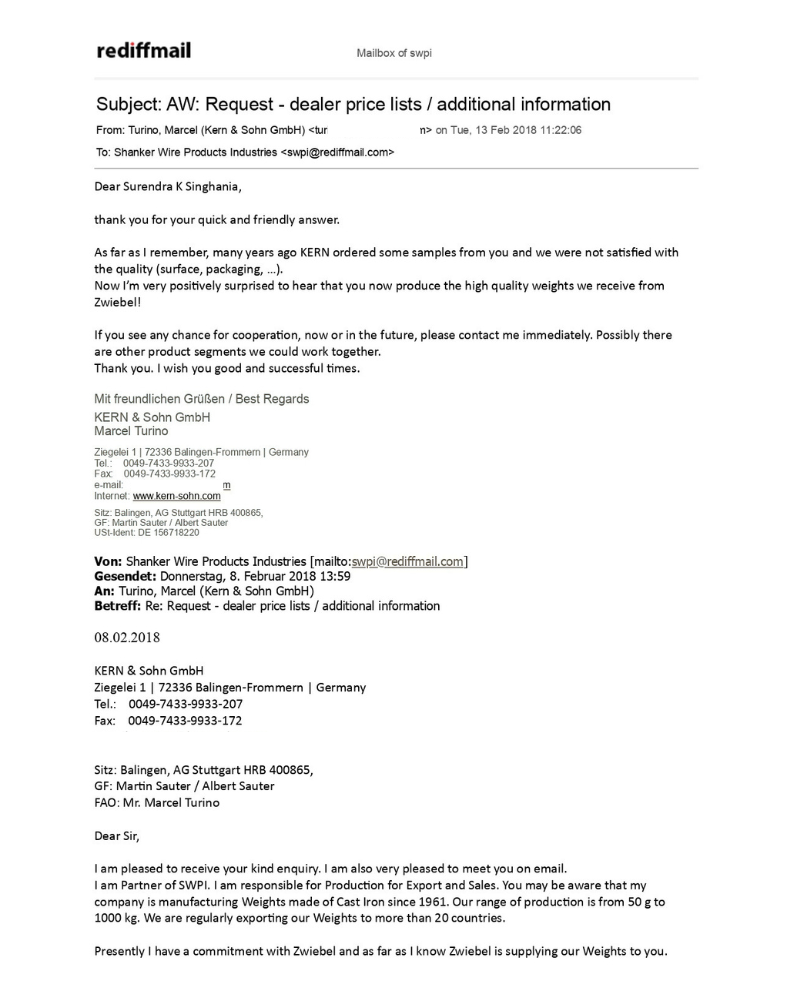 rediffmail
Mailbox of swpi
Subject: AW: Request - dealer price lists / additional information
From: Turino, Marcel (Kern & Sohn GmbH) <tur n> on Tue, 13 Feb 2018 11:22:06
To: Shanker Wire Products Industries <swpi@rediffmail.com>
Dear Surendra K Singhania,
thank you for your quick and friendly answer.
As far as I remember, many years ago KERN ordered some samples from you and we were not satisfied with
the quality (surface, packaging, ...).
Now I'm very positively surprised to hear that you now produce the high quality weights we receive from
Zwiebel!
If you see any chance for cooperation, now or in the future, please contact me immediately. Possibly there
are other product segments we could work together.
Thank you. I wish you good and successful times.
Mit freundlichen Grüßen / Best Regards
KERN & Sohn GmbH
Marcel Turino
Ziegelei 1 | 72336 Balingen-Frommern | Germany
Tel.: 0049-7433-9933-207
Fax: 0049-7433-9933-172
e-mail: m
Internet: www.kern-sohn.com
Sitz: Balingen, AG Stuttgart HRB 400865,
GF: Martin Sauter / Albert Sauter
USt-Ident: DE 156718220
Von: Shanker Wire Products Industries [mailto:swpi@rediffmail.com]
Gesendet: Donnerstag, 8. Februar 2018 13:59
An: Turino, Marcel (Kern & Sohn GmbH)
Betreff: Re: Request - dealer price lists / additional information
08.02.2018
KERN & Sohn GmbH
Ziegelei 1 | 72336 Balingen-Frommern | Germany
Tel.: 0049-7433-9933-207
Fax: 0049-7433-9933-172
Sitz: Balingen, AG Stuttgart HRB 400865,
GF: Martin Sauter / Albert Sauter
FAO: Mr. Marcel Turino
Dear Sir,
I am pleased to receive your kind enquiry. I am also very pleased to meet you on email.
I am Partner of SWPI. I am responsible for Production for Export and Sales. You may be aware that my
company is manufacturing Weights made of Cast Iron since 1961. Our range of production is from 50 g to
1000 kg. We are regularly exporting our Weights to more than 20 countries.
Presently I have a commitment with Zwiebel and as far as I know Zwiebel is supplying our Weights to you.